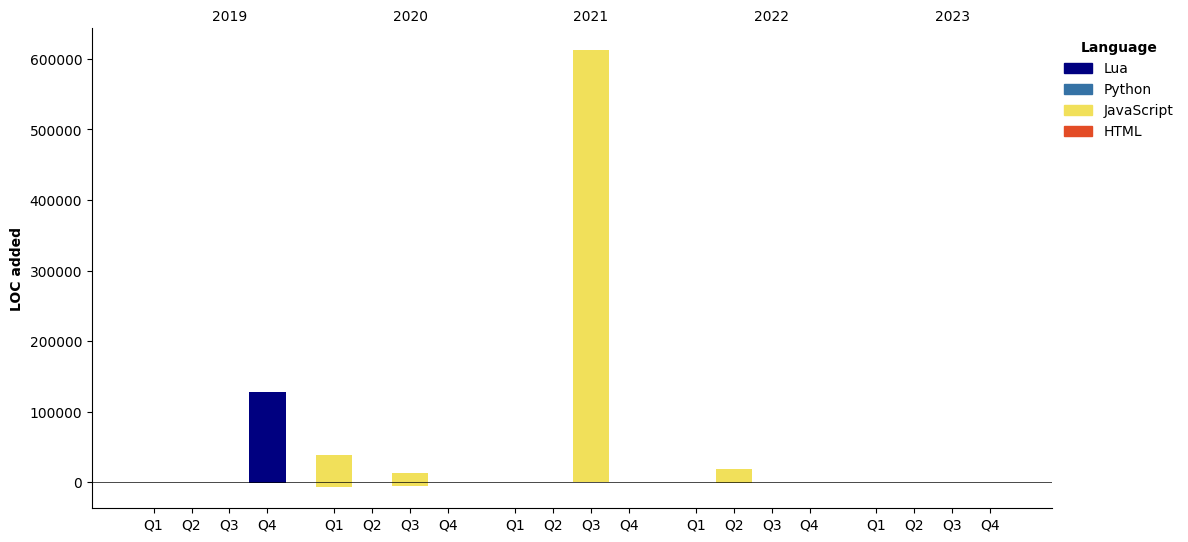 2019 2020 2021 2022 2023
Language
Lua
Python
JavaScript
HTML
600000
500000
400000
300000
200000
100000
0
LOC added
Q1 Q2 Q3 Q4 Q1 Q2 Q3 Q4 Q1 Q2 Q3 Q4 Q1 Q2 Q3 Q4 Q1 Q2 Q3 Q4